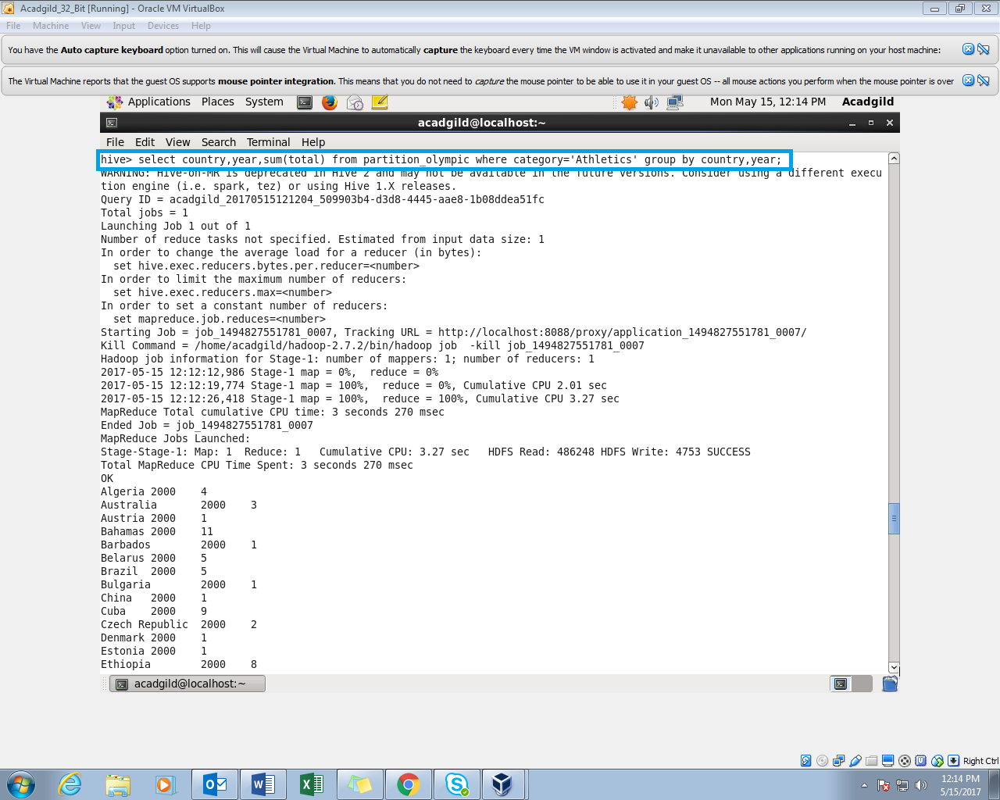 Acadgild_32_Bit [Running] - Oracle VM VirtualBox
File Machine View Input Devices Help
You have the Auto capture keyboard option turned on. This will cause the Virtual Machine to automatically capture the keyboard every time the VM window is activated and make it unavailable to other applications running on your host machine:
The Virtual Machine reports that the guest OS supports mouse pointer integration. This means that you do not need to capture the mouse pointer to be able to use it in your guest OS -- all mouse actions you perform when the mouse pointer is over
Applications Places System Mon May 15, 12:14 PM Acadgild
acadgild@localhost:~
File Edit View Search Terminal Help
hive> select country,year,sum(total) from partition_olympic where category='Athletics' group by country,year;
WARNING: Hive-on-MR is deprecated in Hive 2 and may not be available in the future versions. Consider using a different execu
tion engine (i.e. spark, tez) or using Hive 1.X releases.
Query ID = acadgild_20170515121204_509903b4-d3d8-4445-aae8-1b08ddea51fc
Total jobs = 1
Launching Job 1 out of 1
Number of reduce tasks not specified. Estimated from input data size: 1
In order to change the average load for a reducer (in bytes):
  set hive.exec.reducers.bytes.per.reducer=<number>
In order to limit the maximum number of reducers:
  set hive.exec.reducers.max=<number>
In order to set a constant number of reducers:
  set mapreduce.job.reduces=<number>
Starting Job = job_1494827551781_0007, Tracking URL = http://localhost:8088/proxy/application_1494827551781_0007/
Kill Command = /home/acadgild/hadoop-2.7.2/bin/hadoop job  -kill job_1494827551781_0007
Hadoop job information for Stage-1: number of mappers: 1; number of reducers: 1
2017-05-15 12:12:12,986 Stage-1 map = 0%,  reduce = 0%
2017-05-15 12:12:19,774 Stage-1 map = 100%,  reduce = 0%, Cumulative CPU 2.01 sec
2017-05-15 12:12:26,418 Stage-1 map = 100%,  reduce = 100%, Cumulative CPU 3.27 sec
MapReduce Total cumulative CPU time: 3 seconds 270 msec
Ended Job = job_1494827551781_0007
MapReduce Jobs Launched:
Stage-Stage-1: Map: 1  Reduce: 1   Cumulative CPU: 3.27 sec   HDFS Read: 486248 HDFS Write: 4753 SUCCESS
Total MapReduce CPU Time Spent: 3 seconds 270 msec
OK
Algeria 2000    4
Australia       2000    3
Austria 2000    1
Bahamas 2000    11
Barbados        2000    1
Belarus 2000    5
Brazil  2000    5
Bulgaria        2000    1
China   2000    1
Cuba    2000    9
Czech Republic  2000    2
Denmark 2000    1
Estonia 2000    1
Ethiopia        2000    8
acadgild@localhost:~
Right Ctrl
12:14 PM
5/15/2017